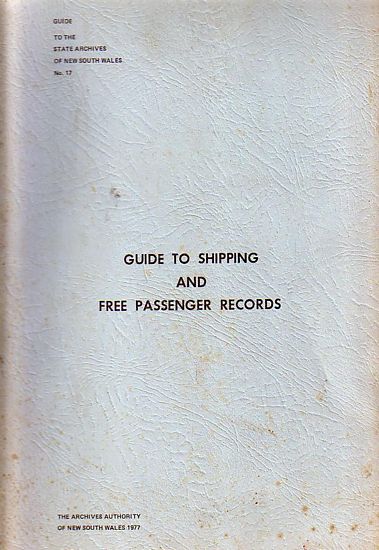 GUIDE
TO THE
STATE ARCHIVES
OF NEW SOUTH WALES
No. 17
GUIDE TO SHIPPING
AND
FREE PASSENGER RECORDS
THE ARCHIVES AUTHORITY
OF NEW SOUTH WALES 1977